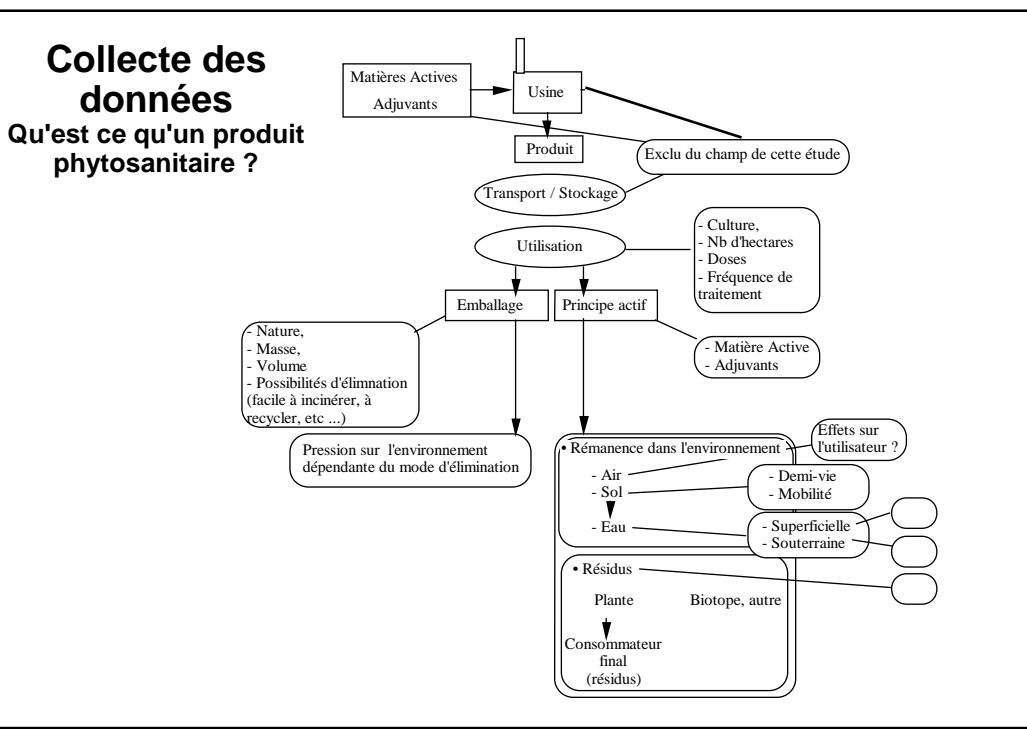 Collecte des
données
Qu'est ce qu'un produit
phytosanitaire ?
Matières Actives
Adjuvants
Usine
Produit
Exclu du champ de cette étude
Transport / Stockage
Utilisation
- Culture,
- Nb d'hectares
- Doses
- Fréquence de
traitement
Emballage
Principe actif
- Nature,
- Masse,
- Volume
- Possibilités d'élimnation
(facile à incinérer, à
recycler, etc ...)
- Matière Active
- Adjuvants
Pression sur l'environnement
dépendante du mode d'élimination
• Rémanence dans l'environnement
Effets sur
l'utilisateur ?
- Air
- Sol
- Eau
- Demi-vie
- Mobilité
- Superficielle
- Souterraine
• Résidus
Plante
Biotope, autre
Consommateur
final
(résidus)